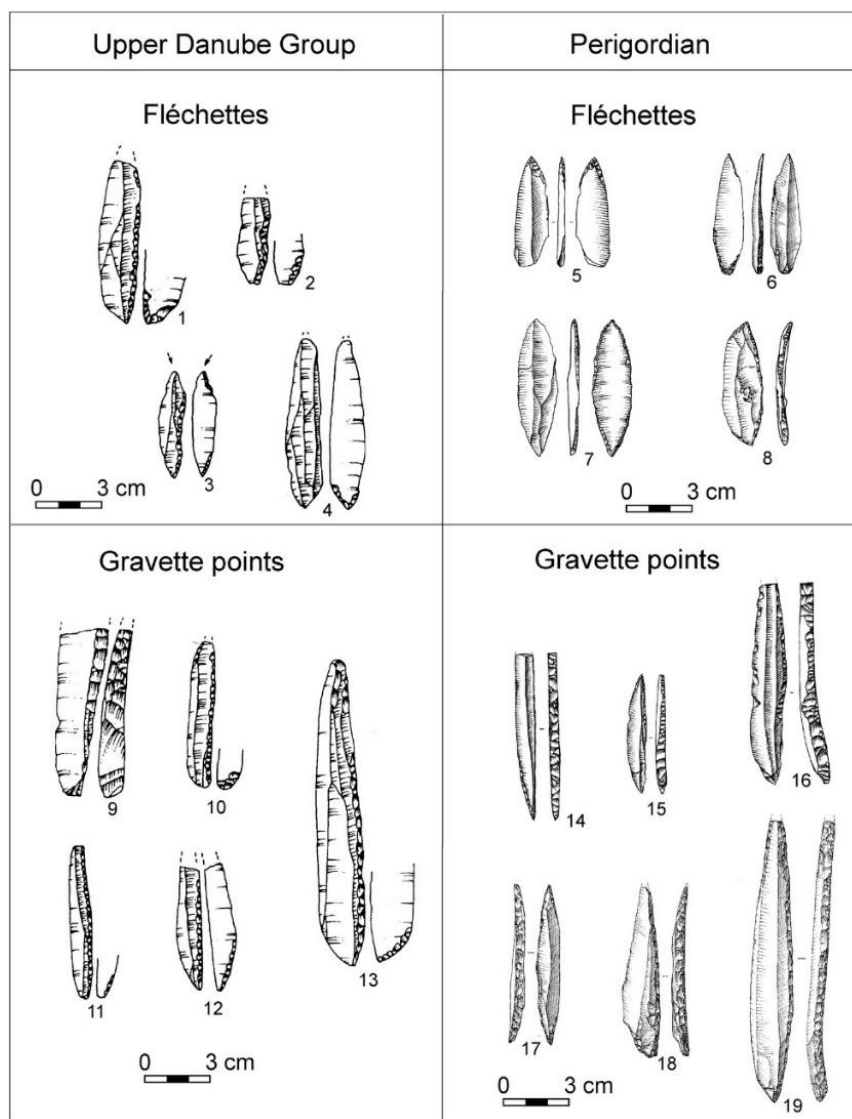 Upper Danube Group
Perigordian
Fléchettes
1
2
3
4
0 3 cm
Fléchettes
5
6
7
8
0 3 cm
Gravette points
9
10
11
12
13
0 3 cm
Gravette points
14
15
16
17
18
19
0 3 cm